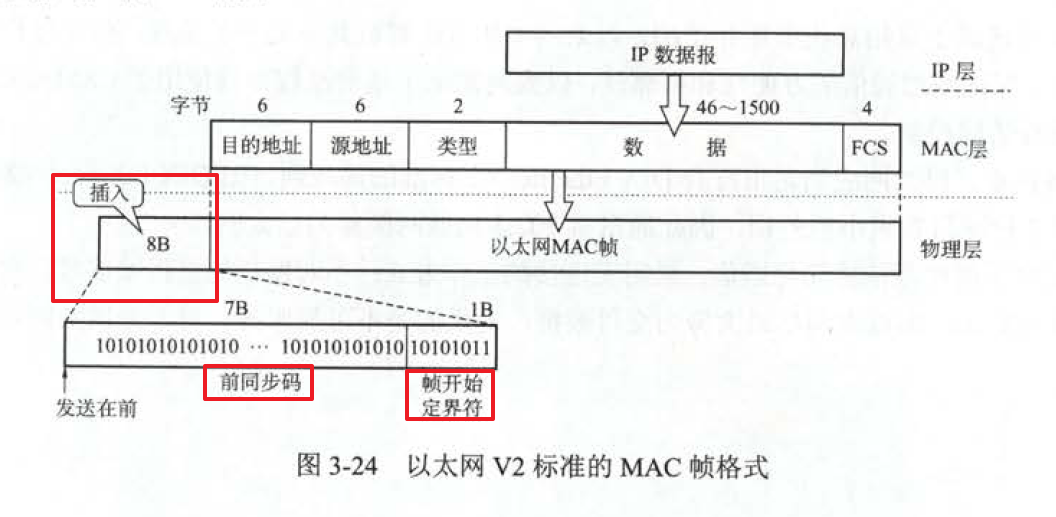 IP 数据报
IP 层
字节 6 6 2 46～1500 4
目的地址 源地址 类型 数 据 FCS MAC层
插入
8B
以太网MAC帧
物理层
7B 1B
10101010101010 ··· 101010101010 10101011
前同步码 帧开始
定界符
发送在前
图 3-24 以太网 V2 标准的 MAC 帧格式